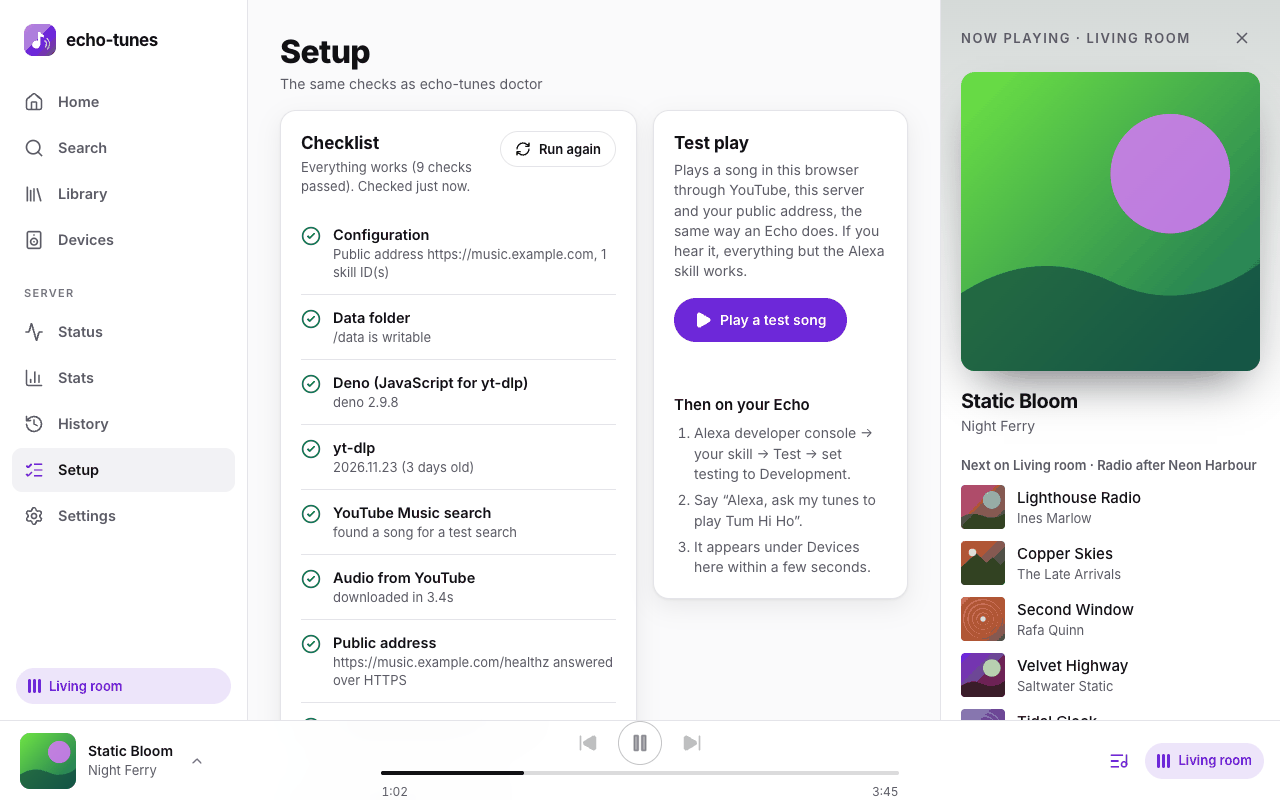 echo-tunes
Home
Search
Library
Devices
SERVER
Status
Stats
History
Setup
Settings
Living room
Setup
The same checks as echo-tunes doctor
Checklist
Everything works (9 checks
passed). Checked just now.
Run again
Configuration
Public address https://music.example.com, 1
skill ID(s)
Data folder
/data is writable
Deno (JavaScript for yt-dlp)
deno 2.9.8
yt-dlp
2026.11.23 (3 days old)
YouTube Music search
found a song for a test search
Audio from YouTube
downloaded in 3.4s
Public address
https://music.example.com/healthz answered
over HTTPS
Test play
Plays a song in this browser
through YouTube, this server
and your public address, the
same way an Echo does. If you
hear it, everything but the Alexa
skill works.
Play a test song
Then on your Echo
1. Alexa developer console →
your skill → Test → set
testing to Development.
2. Say “Alexa, ask my tunes to
play Tum Hi Ho”.
3. It appears under Devices
here within a few seconds.
NOW PLAYING · LIVING ROOM
Static Bloom
Night Ferry
Next on Living room · Radio after Neon Harbour
Lighthouse Radio
Ines Marlow
Copper Skies
The Late Arrivals
Second Window
Rafa Quinn
Velvet Highway
Saltwater Static
Static Bloom
Night Ferry
1:02
3:45
Living room